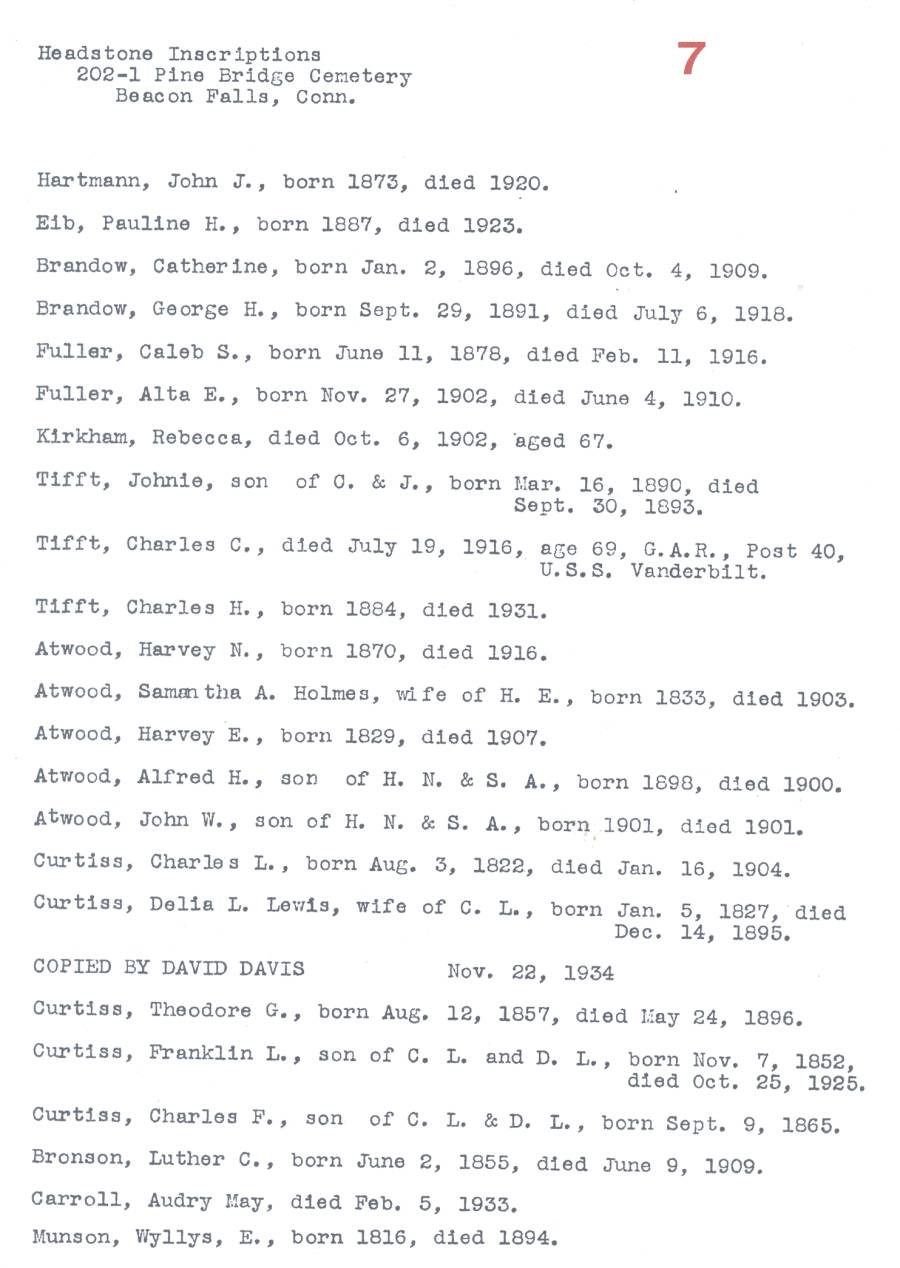 Headstone Inscriptions
7
202-1 Pine Bridge Cemetery
Beacon Falls, Conn.
Hartmann, John J., born 1873, died 1920.
Eib, Pauline H., born 1887, died 1923.
Brandow, Catherine, born Jan. 2, 1896, died Oct. 4, 1909.
Brandow, George H., born Sept. 29, 1891, died July 6, 1918.
Fuller, Caleb S., born June 11, 1878, died Feb. 11, 1916.
Fuller, Alta E., born Nov. 27, 1902, died June 4, 1910.
Kirkham, Rebecca, died Oct. 6, 1902, aged 67.
Tifft, Johnie, son of C. & J., born Mar. 16, 1890, died
Sept. 30, 1893.
Tifft, Charles C., died July 19, 1916, age 69, G.A.R., Post 40,
U.S.S. Vanderbilt.
Tifft, Charles H., born 1884, died 1931.
Atwood, Harvey N., born 1870, died 1916.
Atwood, Samantha A. Holmes, wife of H. E., born 1833, died 1903.
Atwood, Harvey E., born 1829, died 1907.
Atwood, Alfred H., son of H. N. & S. A., born 1898, died 1900.
Atwood, John W., son of H. N. & S. A., born 1901, died 1901.
Curtiss, Charles L., born Aug. 3, 1822, died Jan. 16, 1904.
Curtiss, Delia L. Lewis, wife of C. L., born Jan. 5, 1827, died
Dec. 14, 1895.
COPIED BY DAVID DAVIS Nov. 22, 1934
Curtiss, Theodore G., born Aug. 12, 1857, died May 24, 1896.
Curtiss, Franklin L., son of C. L. and D. L., born Nov. 7, 1852,
died Oct. 25, 1925.
Curtiss, Charles F., son of C. L. & D. L., born Sept. 9, 1865.
Bronson, Luther C., born June 2, 1855, died June 9, 1909.
Carroll, Audry May, died Feb. 5, 1933.
Munson, Wyllys, E., born 1816, died 1894.